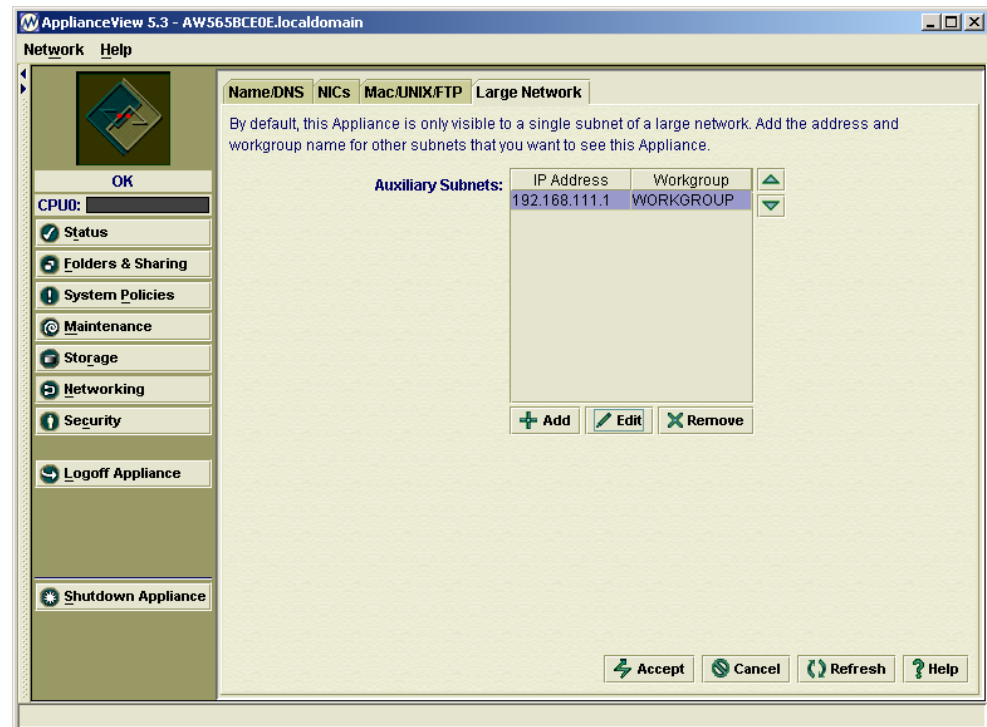 ApplianceView 5.3 - AW565BCE0E.localdomain
Network Help
Name/DNS NICs Mac/UNIX/FTP Large Network
By default, this Appliance is only visible to a single subnet of a large network. Add the address and
workgroup name for other subnets that you want to see this Appliance.
OK
CPU0:
Status
Folders & Sharing
System Policies
Maintenance
Storage
Networking
Security
Logoff Appliance
Shutdown Appliance
Auxiliary Subnets:
IP Address Workgroup
192.168.111.1 WORKGROUP
Add Edit Remove
Accept Cancel Refresh Help